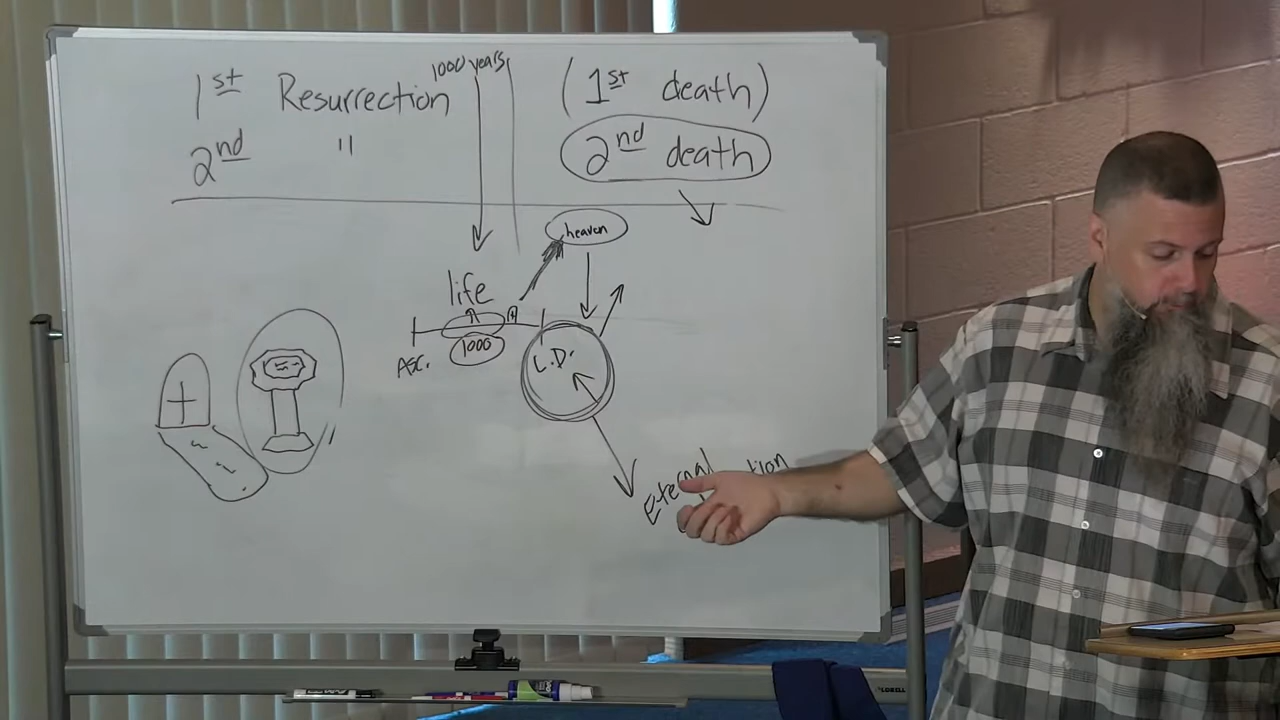 1000 years
1st Resurrection
2nd "
(1st death)
2nd death
heaven
life
1000
Asc.
L.D.
Eternal